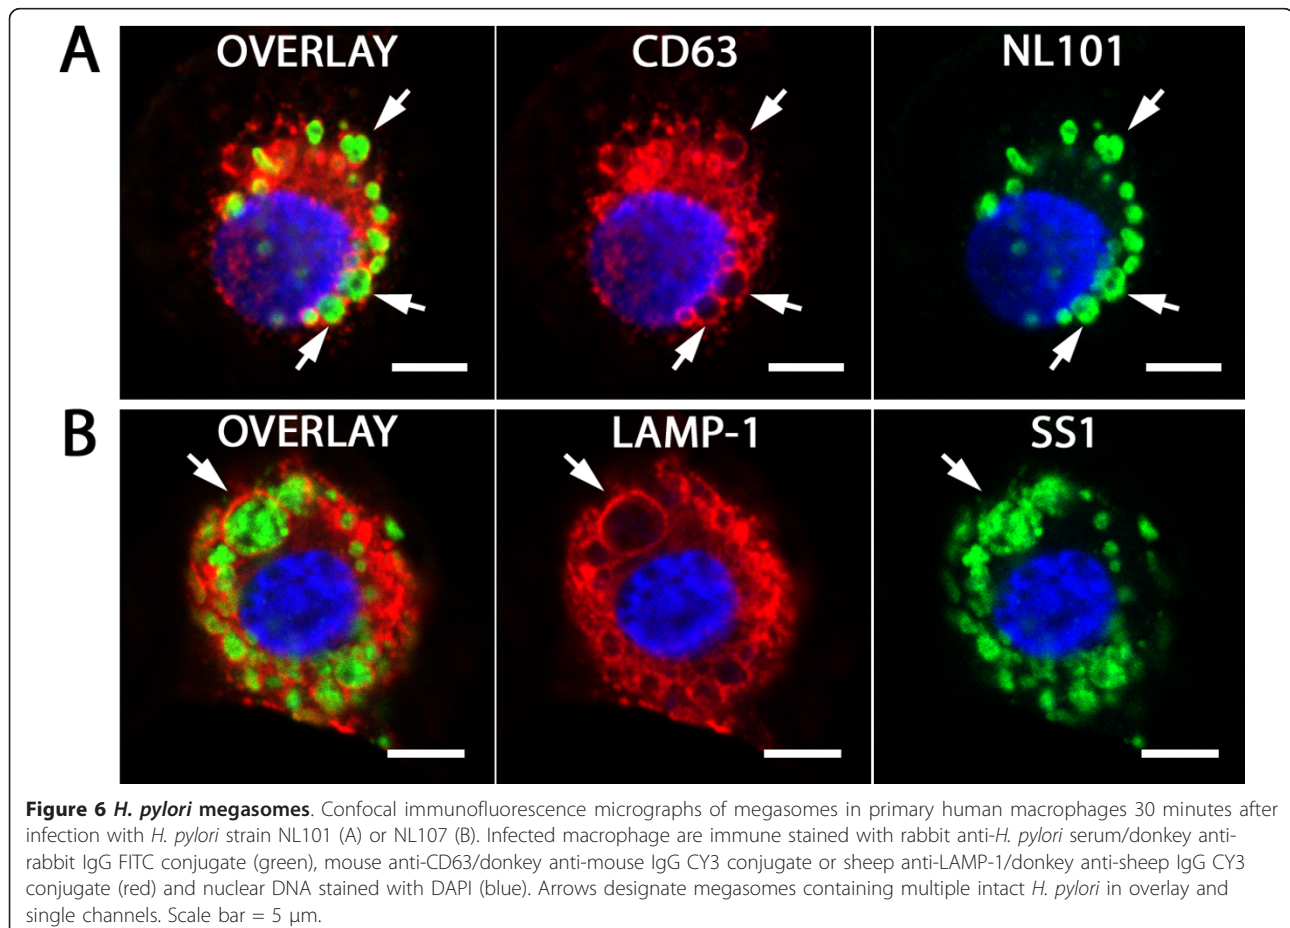 A
OVERLAY CD63 NL101
B
OVERLAY LAMP-1 SS1
Figure 6 H. pylori megasomes. Confocal immunofluorescence micrographs of megasomes in primary human macrophages 30 minutes after
infection with H. pylori strain NL101 (A) or NL107 (B). Infected macrophage are immune stained with rabbit anti-H. pylori serum/donkey anti-
rabbit IgG FITC conjugate (green), mouse anti-CD63/donkey anti-mouse IgG CY3 conjugate or sheep anti-LAMP-1/donkey anti-sheep IgG CY3
conjugate (red) and nuclear DNA stained with DAPI (blue). Arrows designate megasomes containing multiple intact H. pylori in overlay and
single channels. Scale bar = 5 μm.